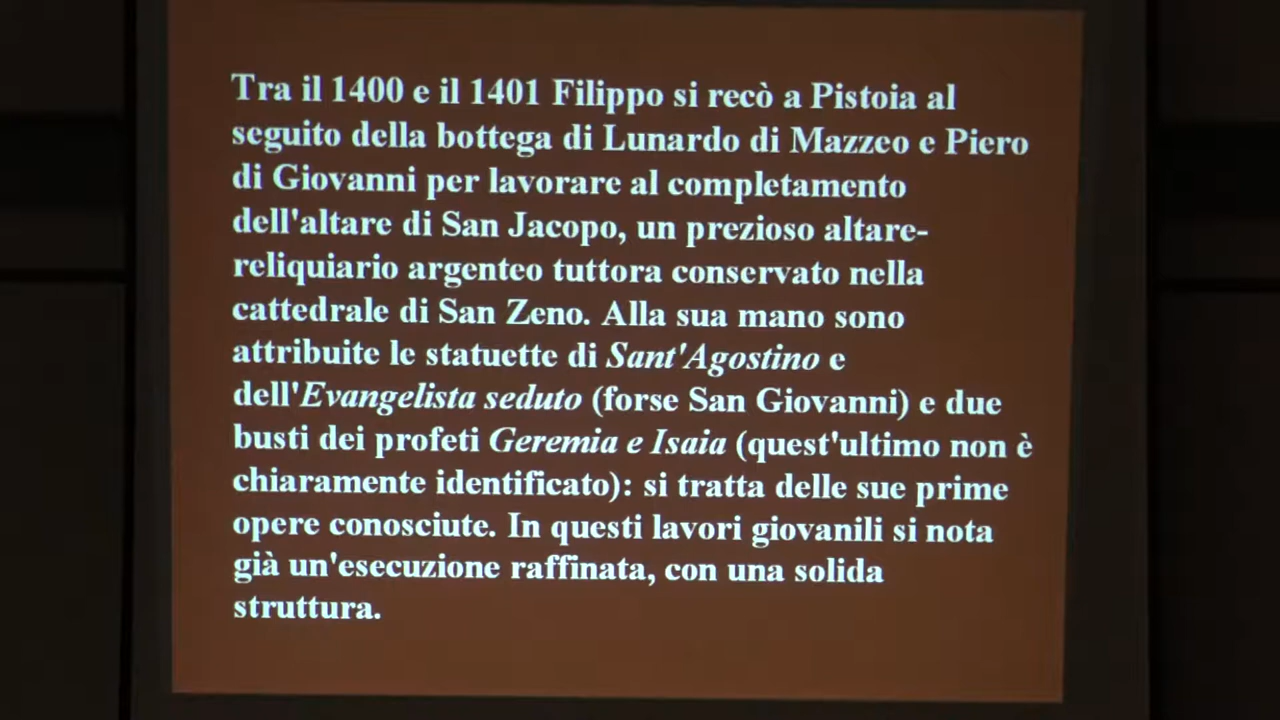 Tra il 1400 e il 1401 Filippo si recò a Pistoia al
seguito della bottega di Lunardo di Mazzeo e Piero
di Giovanni per lavorare al completamento
dell'altare di San Jacopo, un prezioso altare-
reliquiario argenteo tuttora conservato nella
cattedrale di San Zeno. Alla sua mano sono
attribuite le statuette di Sant'Agostino e
dell'Evangelista seduto (forse San Giovanni) e due
busti dei profeti Geremia e Isaia (quest'ultimo non è
chiaramente identificato): si tratta delle sue prime
opere conosciute. In questi lavori giovanili si nota
già un'esecuzione raffinata, con una solida
struttura.